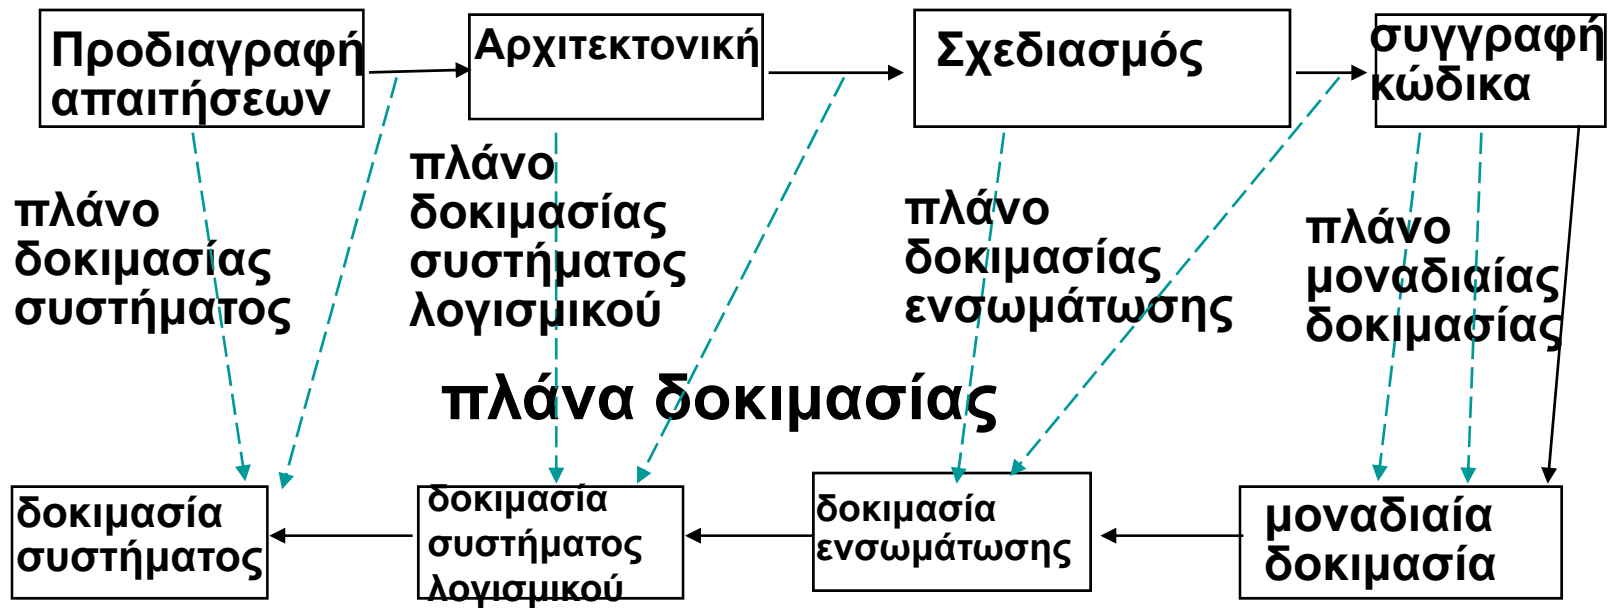 Προδιαγραφή
απαιτήσεων
Αρχιτεκτονική
Σχεδιασμός
συγγραφή
κώδικα
πλάνο
δοκιμασίας
συστήματος
πλάνο
δοκιμασίας
συστήματος
λογισμικού
πλάνο
δοκιμασίας
ενσωμάτωσης
πλάνο
μοναδιαίας
δοκιμασίας
πλάνα δοκιμασίας
δοκιμασία
συστήματος
δοκιμασία
συστήματος
λογισμικού
δοκιμασία
ενσωμάτωσης
μοναδιαία
δοκιμασία